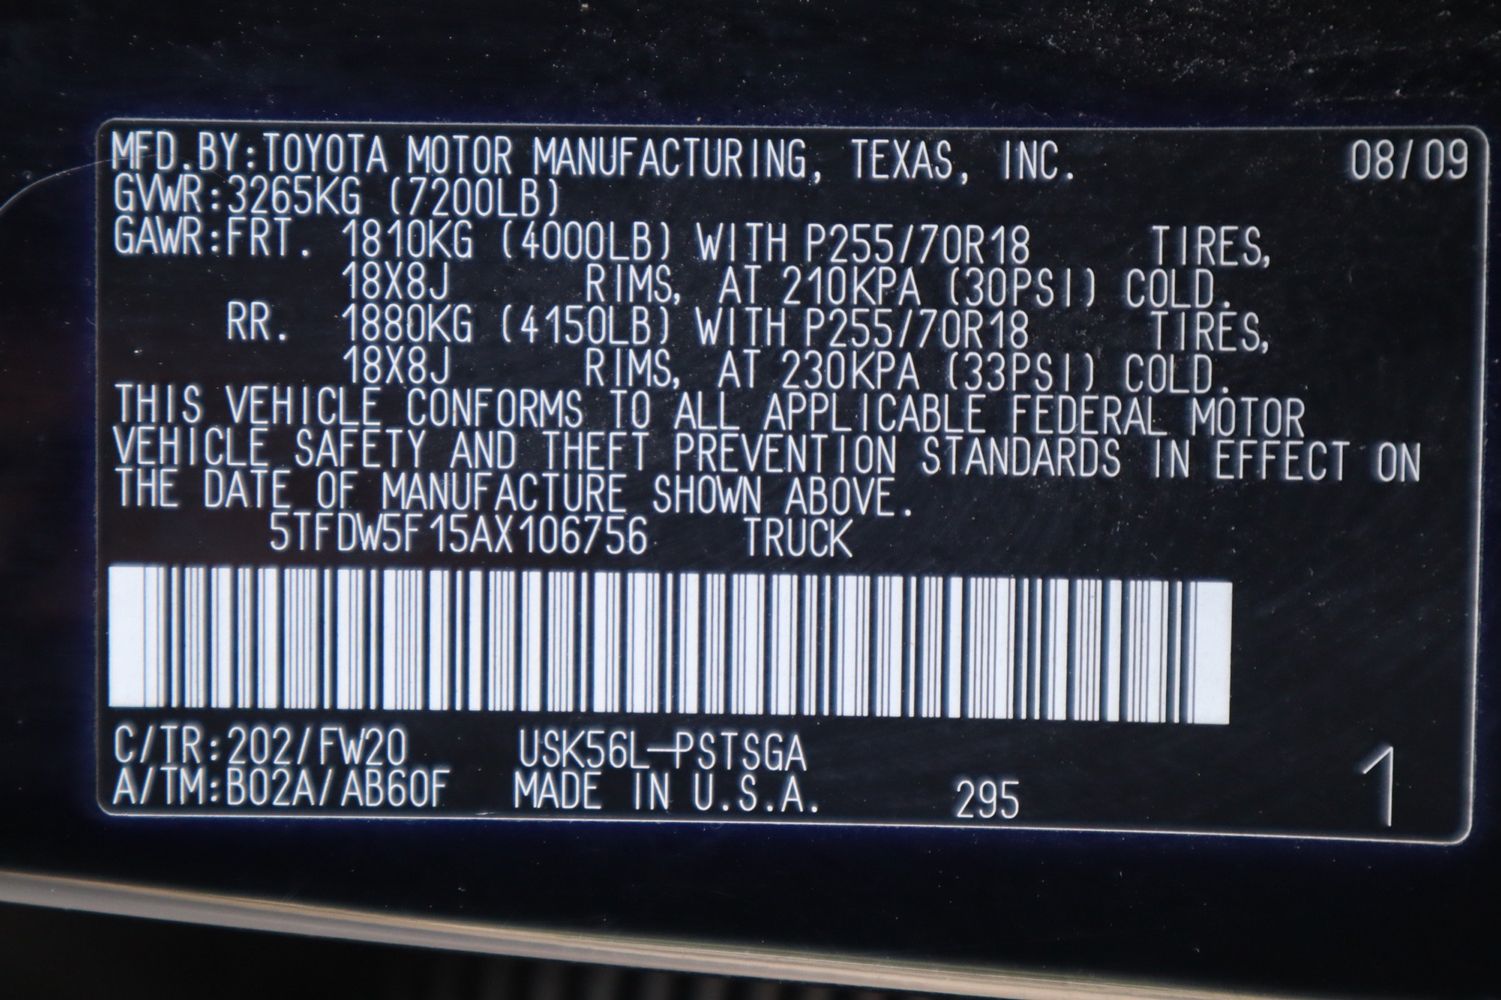 MFD.BY:TOYOTA MOTOR MANUFACTURING, TEXAS, INC. 08/09
GVWR:3265KG (7200LB)
GAWR:FRT. 1810KG (4000LB) WITH P255/70R18 TIRES,
18X8J RIMS, AT 210KPA (30PSI) COLD.
RR. 1880KG (4150LB) WITH P255/70R18 TIRES,
18X8J RIMS, AT 230KPA (33PSI) COLD.
THIS VEHICLE CONFORMS TO ALL APPLICABLE FEDERAL MOTOR
VEHICLE SAFETY AND THEFT PREVENTION STANDARDS IN EFFECT ON
THE DATE OF MANUFACTURE SHOWN ABOVE.
5TFDW5F15AX106756 TRUCK
C/TR:202/FW20 USK56L-PSTSGA
A/TM:B02A/AB60F MADE IN U.S.A. 295 1